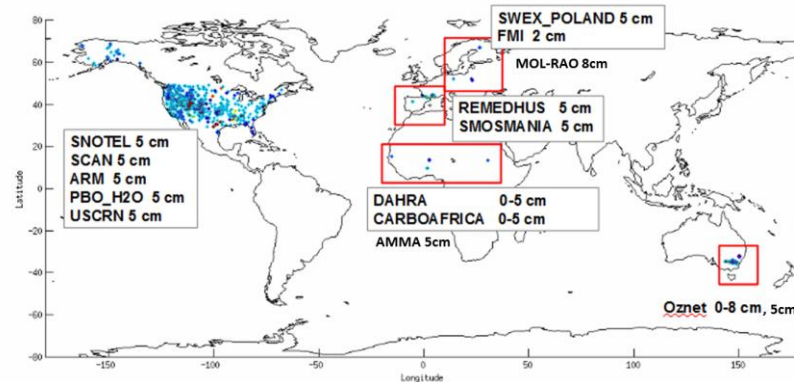 SWEX_POLAND 5 cm
FMI 2 cm
MOL-RAO 8cm
REMEDHUS 5 cm
SMOSMANIA 5 cm
SNOTEL 5 cm
SCAN 5 cm
ARM 5 cm
PBO_H2O 5 cm
USCRN 5 cm
DAHRA 0-5 cm
CARBOAFRICA 0-5 cm
AMMA 5cm
Oznet 0-8 cm, 5cm
Latitude
80
60
40
20
0
-20
-40
-60
-80
-150
-100
-50
0
50
100
150
Longitude